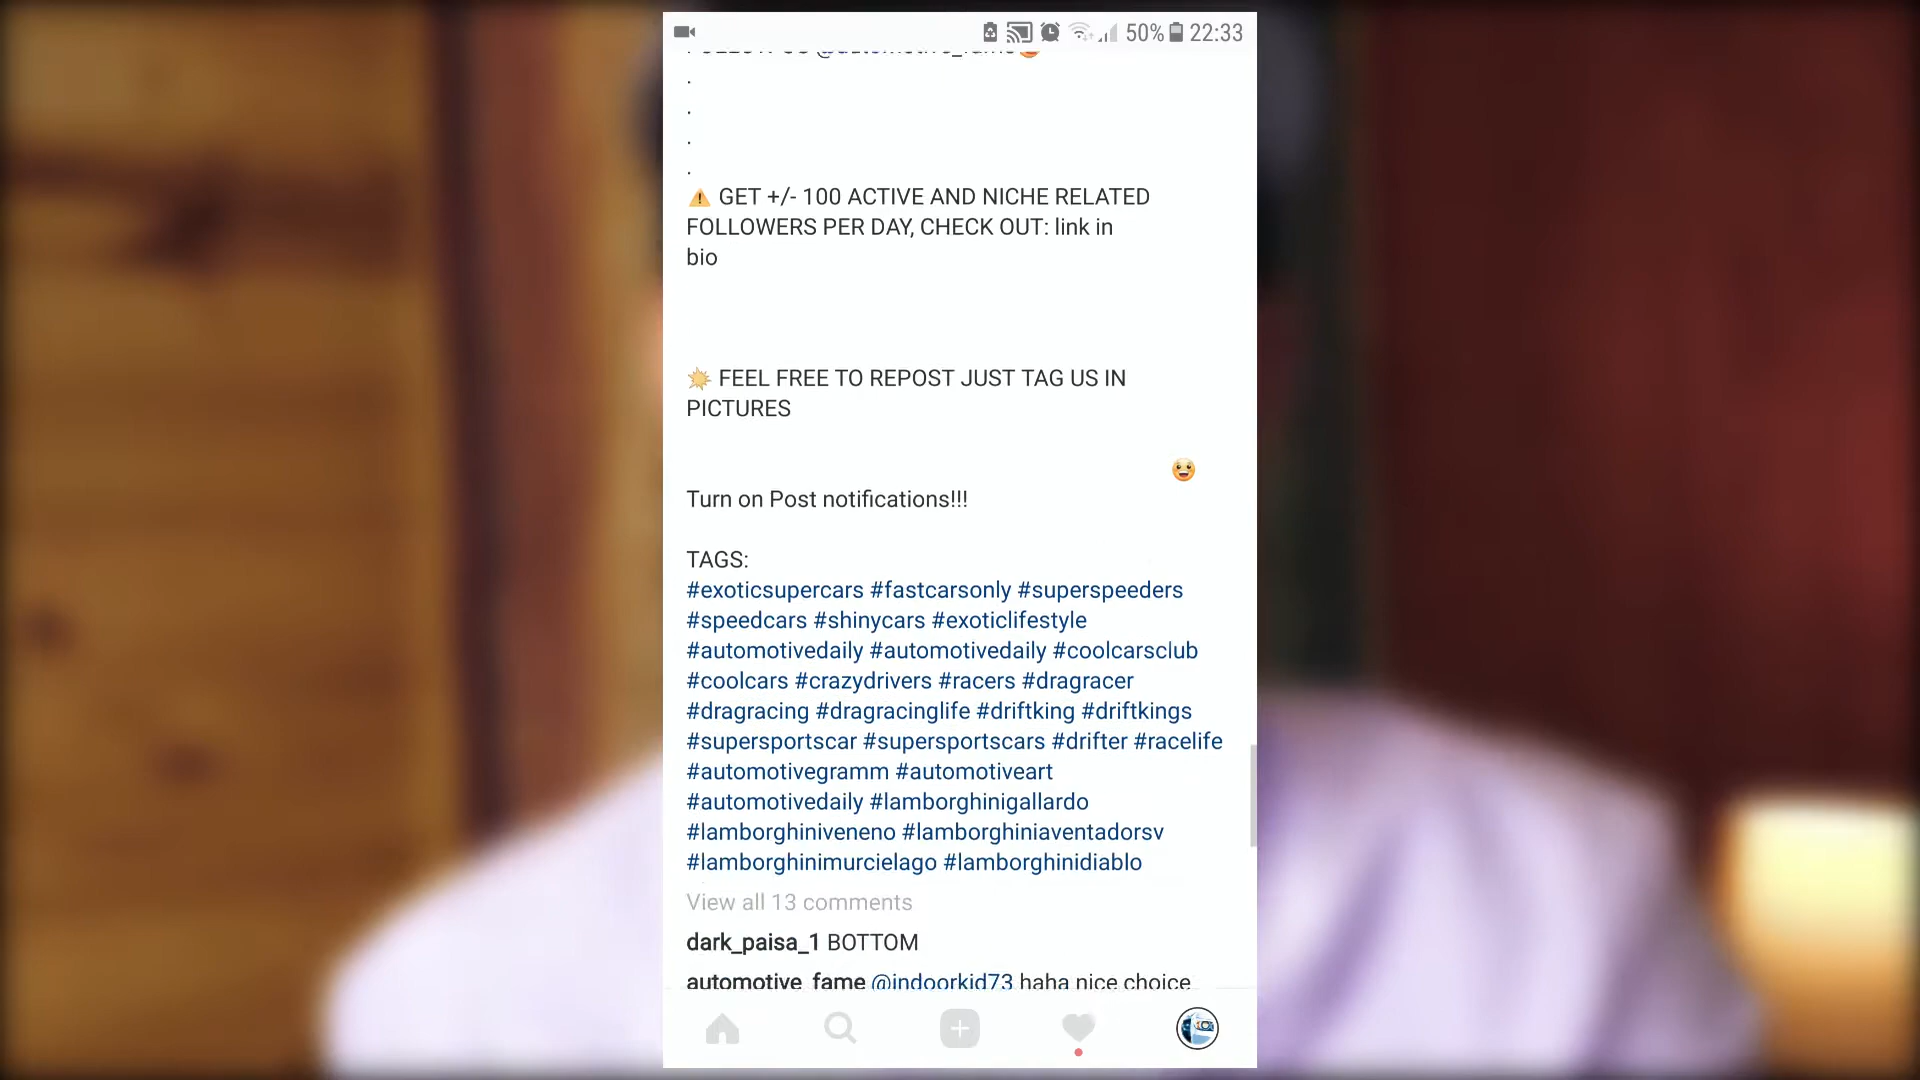 50% 22:33
FOLLOW US @automotive_fame
.
.
.
.
⚠ GET +/- 100 ACTIVE AND NICHE RELATED
FOLLOWERS PER DAY, CHECK OUT: link in
bio
FEEL FREE TO REPOST JUST TAG US IN
PICTURES
Turn on Post notifications!!!
TAGS:
#exoticsupercars #fastcarsonly #superspeeders
#speedcars #shinycars #exoticlifestyle
#automotivedaily #automotivedaily #coolcarsclub
#coolcars #crazydrivers #racers #dragracer
#dragracing #dragracinglife #driftking #driftkings
#supersportscar #supersportscars #drifter #racelife
#automotivegramm #automotiveart
#automotivedaily #lamborghinigallardo
#lamborghiniveneno #lamborghiniaventadorsv
#lamborghinimurcielago #lamborghinidiablo
View all 13 comments
dark_paisa_1 BOTTOM
automotive_fame @indoorkid73 haha nice choice